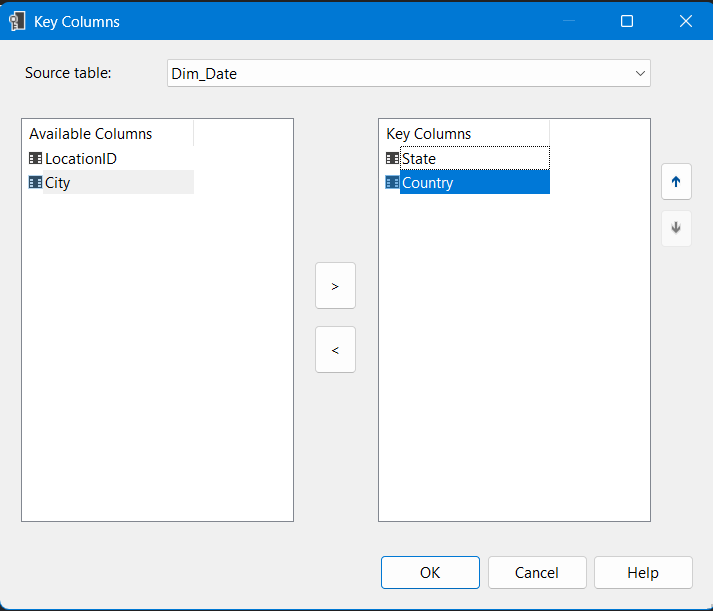 Key Columns
Source table:
Dim_Date
Available Columns
LocationID
City
>
<
Key Columns
State
Country
OK
Cancel
Help